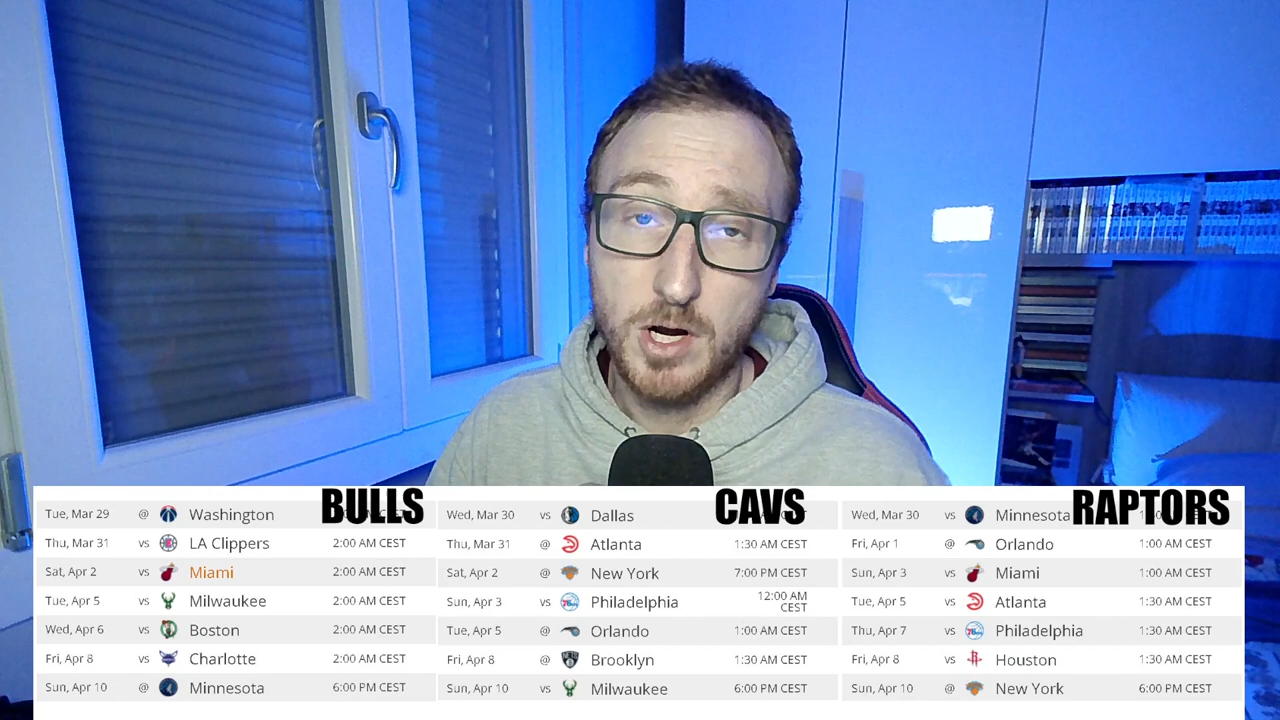 BULLS
Tue, Mar 29 @ Washington
Thu, Mar 31 vs LA Clippers 2:00 AM CEST
Sat, Apr 2 vs Miami 2:00 AM CEST
Tue, Apr 5 vs Milwaukee 2:00 AM CEST
Wed, Apr 6 vs Boston 2:00 AM CEST
Fri, Apr 8 vs Charlotte 2:00 AM CEST
Sun, Apr 10 @ Minnesota 6:00 PM CEST
CAVS
Wed, Mar 30 vs Dallas
Thu, Mar 31 @ Atlanta 1:30 AM CEST
Sat, Apr 2 @ New York 7:00 PM CEST
Sun, Apr 3 vs Philadelphia 12:00 AM CEST
Tue, Apr 5 @ Orlando 1:00 AM CEST
Fri, Apr 8 @ Brooklyn 1:30 AM CEST
Sun, Apr 10 vs Milwaukee 6:00 PM CEST
RAPTORS
Wed, Mar 30 vs Minnesota
Fri, Apr 1 @ Orlando 1:00 AM CEST
Sun, Apr 3 vs Miami 1:00 AM CEST
Tue, Apr 5 vs Atlanta 1:30 AM CEST
Thu, Apr 7 vs Philadelphia 1:30 AM CEST
Fri, Apr 8 vs Houston 1:30 AM CEST
Sun, Apr 10 @ New York 6:00 PM CEST